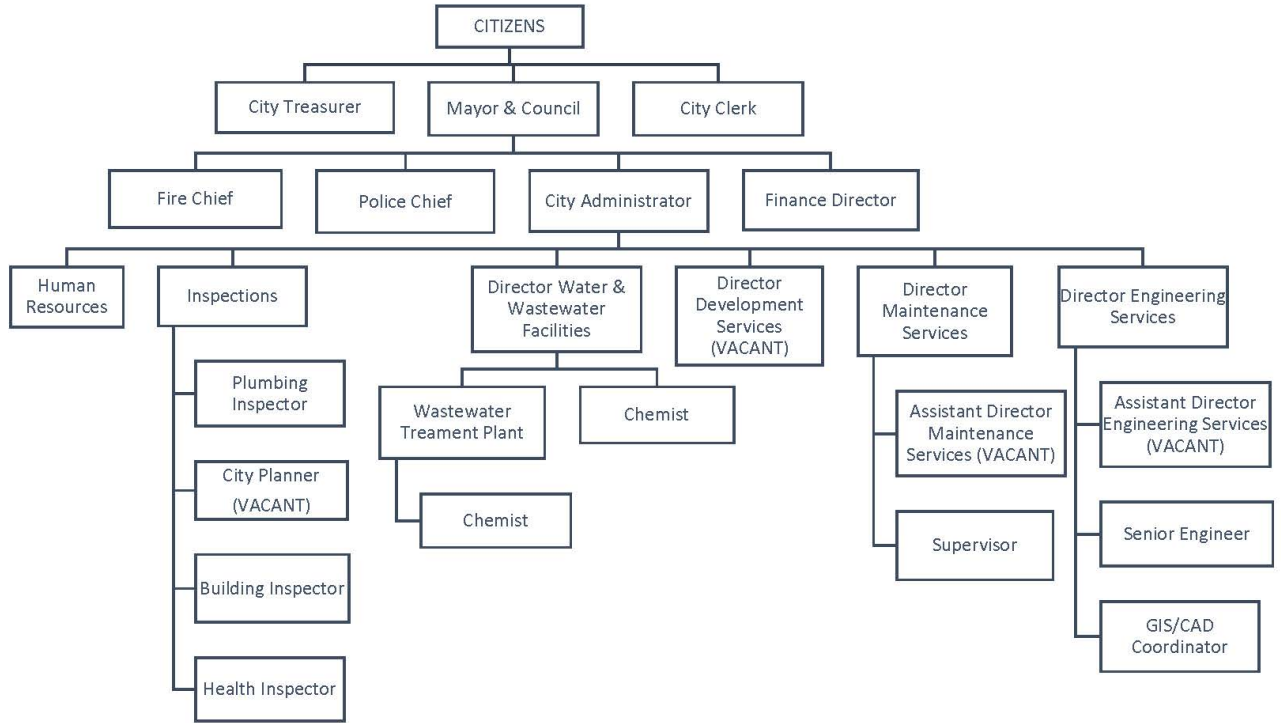 CITIZENS
City Treasurer
Mayor & Council
City Clerk
Fire Chief
Police Chief
City Administrator
Finance Director
Human
Resources
Inspections
Director Water &
Wastewater
Facilities
Director
Development
Services
(VACANT)
Director
Maintenance
Services
Director Engineering
Services
Plumbing
Inspector
City Planner
(VACANT)
Building Inspector
Health Inspector
Wastewater
Treament Plant
Chemist
Chemist
Assistant Director
Maintenance
Services (VACANT)
Supervisor
Assistant Director
Engineering Services
(VACANT)
Senior Engineer
GIS/CAD
Coordinator